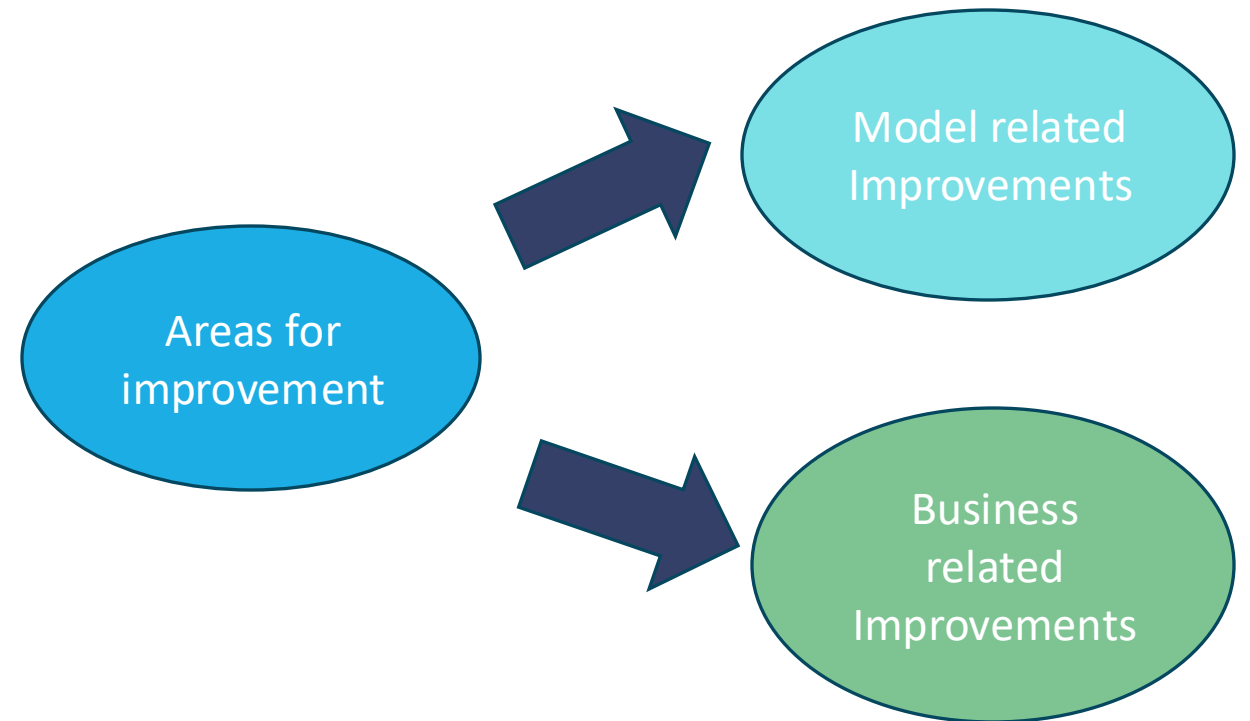 Areas for
improvement
Model related
Improvements
Business
related
Improvements